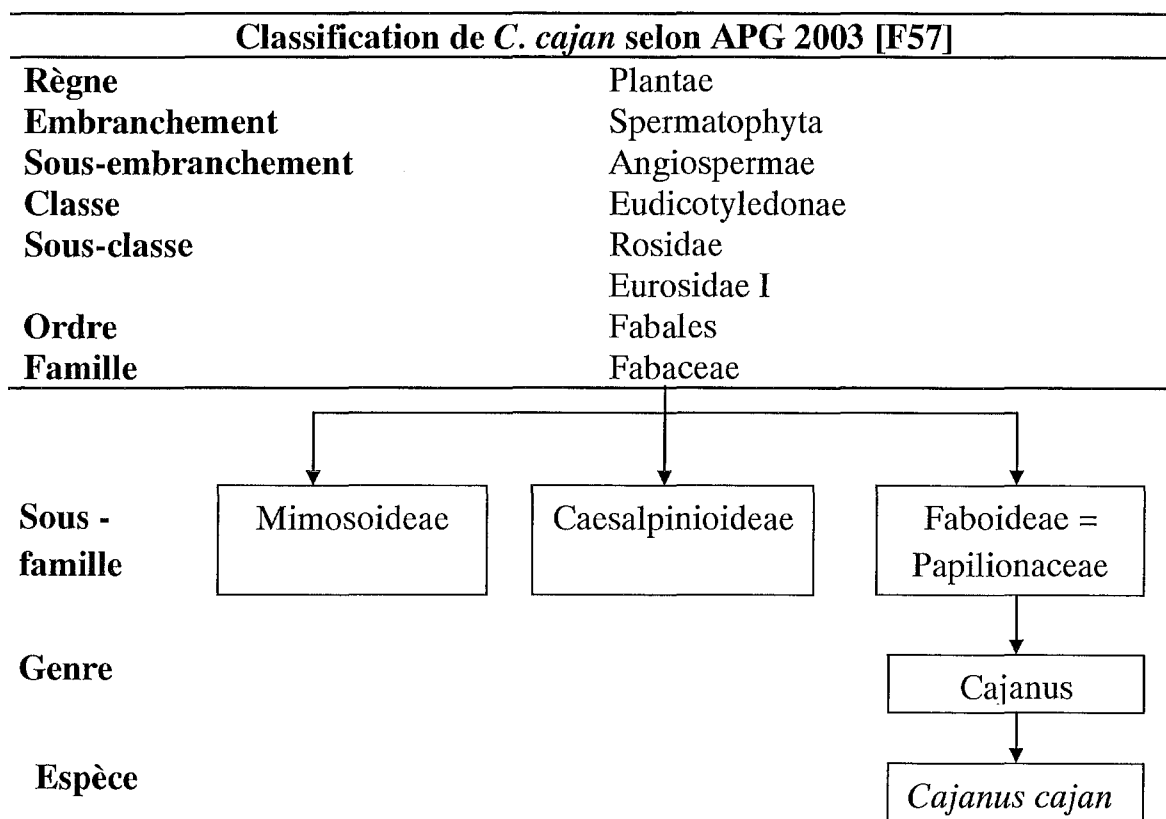 Classification de C. cajan selon APG 2003 [F57]
Règne Plantae
Embranchement Spermatophyta
Sous-embranchement Angiospermae
Classe Eudicotyledonae
Sous-classe Rosidae
Eurosidae I
Ordre Fabales
Famille Fabaceae
Sous - Mimosoideae Caesalpinioideae Faboideae =
famille Papilionaceae
Genre Cajanus
Espèce Cajanus cajan